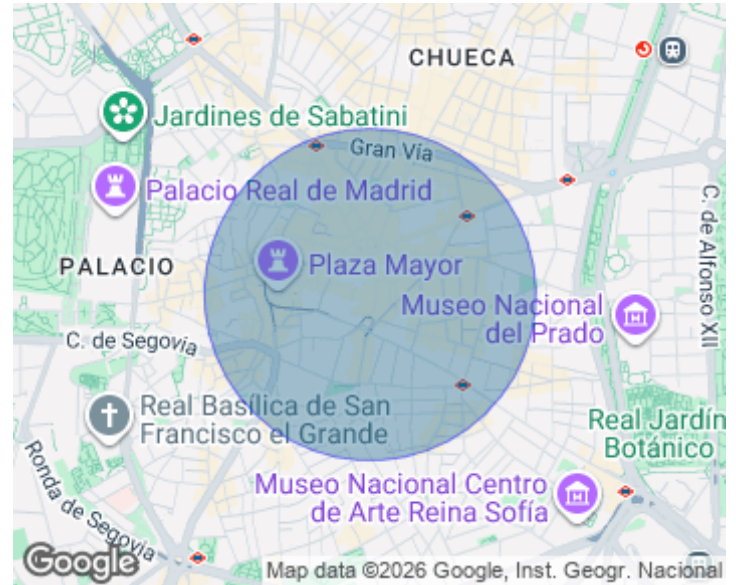 CHUECA
Jardines de Sabatini
Gran Vía
Palacio Real de Madrid
C. de Alfonso XII
PALACIO
Plaza Mayor
Museo Nacional
del Prado
C. de Segovia
Real Basílica de San
Francisco el Grande
Real Jardín
Botánico
Ronda de Segovia
Museo Nacional Centro
de Arte Reina Sofía
Google
Map data ©2026 Google, Inst. Geogr. Nacional